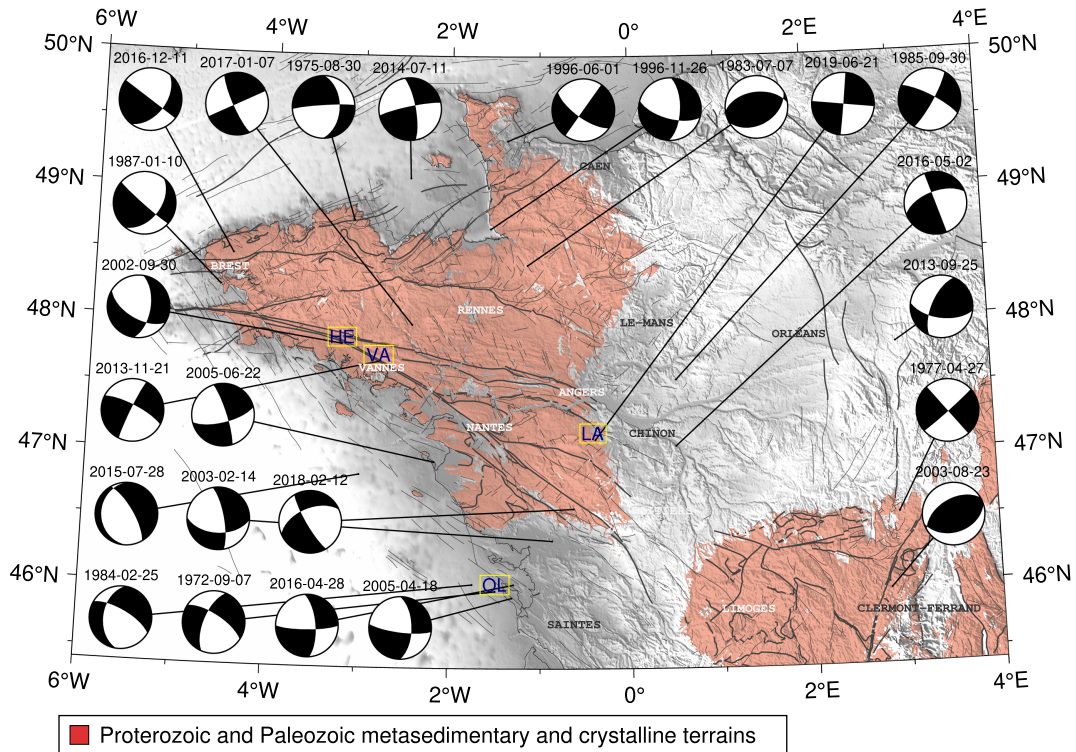 6°W 4°W 2°W 0° 2°E 4°E
50°N 50°N
2016-12-11 2017-01-07 1975-08-30 2014-07-11 1996-06-01 1996-11-26 1983-07-07 2019-06-21 1985-09-30
1987-01-10 CAEN 2016-05-02
49°N 49°N
2002-09-30 BREST 2013-09-25
48°N RENNES LE-MANS ORLEANS 48°N
HE
VA
VANNES
2013-11-21 2005-06-22 ANGERS 1977-04-27
47°N NANTES LA CHINON 47°N
2015-07-28 2003-02-14 2018-02-12 2003-08-23
46°N 46°N
1984-02-25 1972-09-07 2016-04-28 2005-04-18 OL
LIMOGES CLERMONT-FERRAND
SAINTES
6°W 4°W 2°W 0° 2°E 4°E
Proterozoic and Paleozoic metasedimentary and crystalline terrains